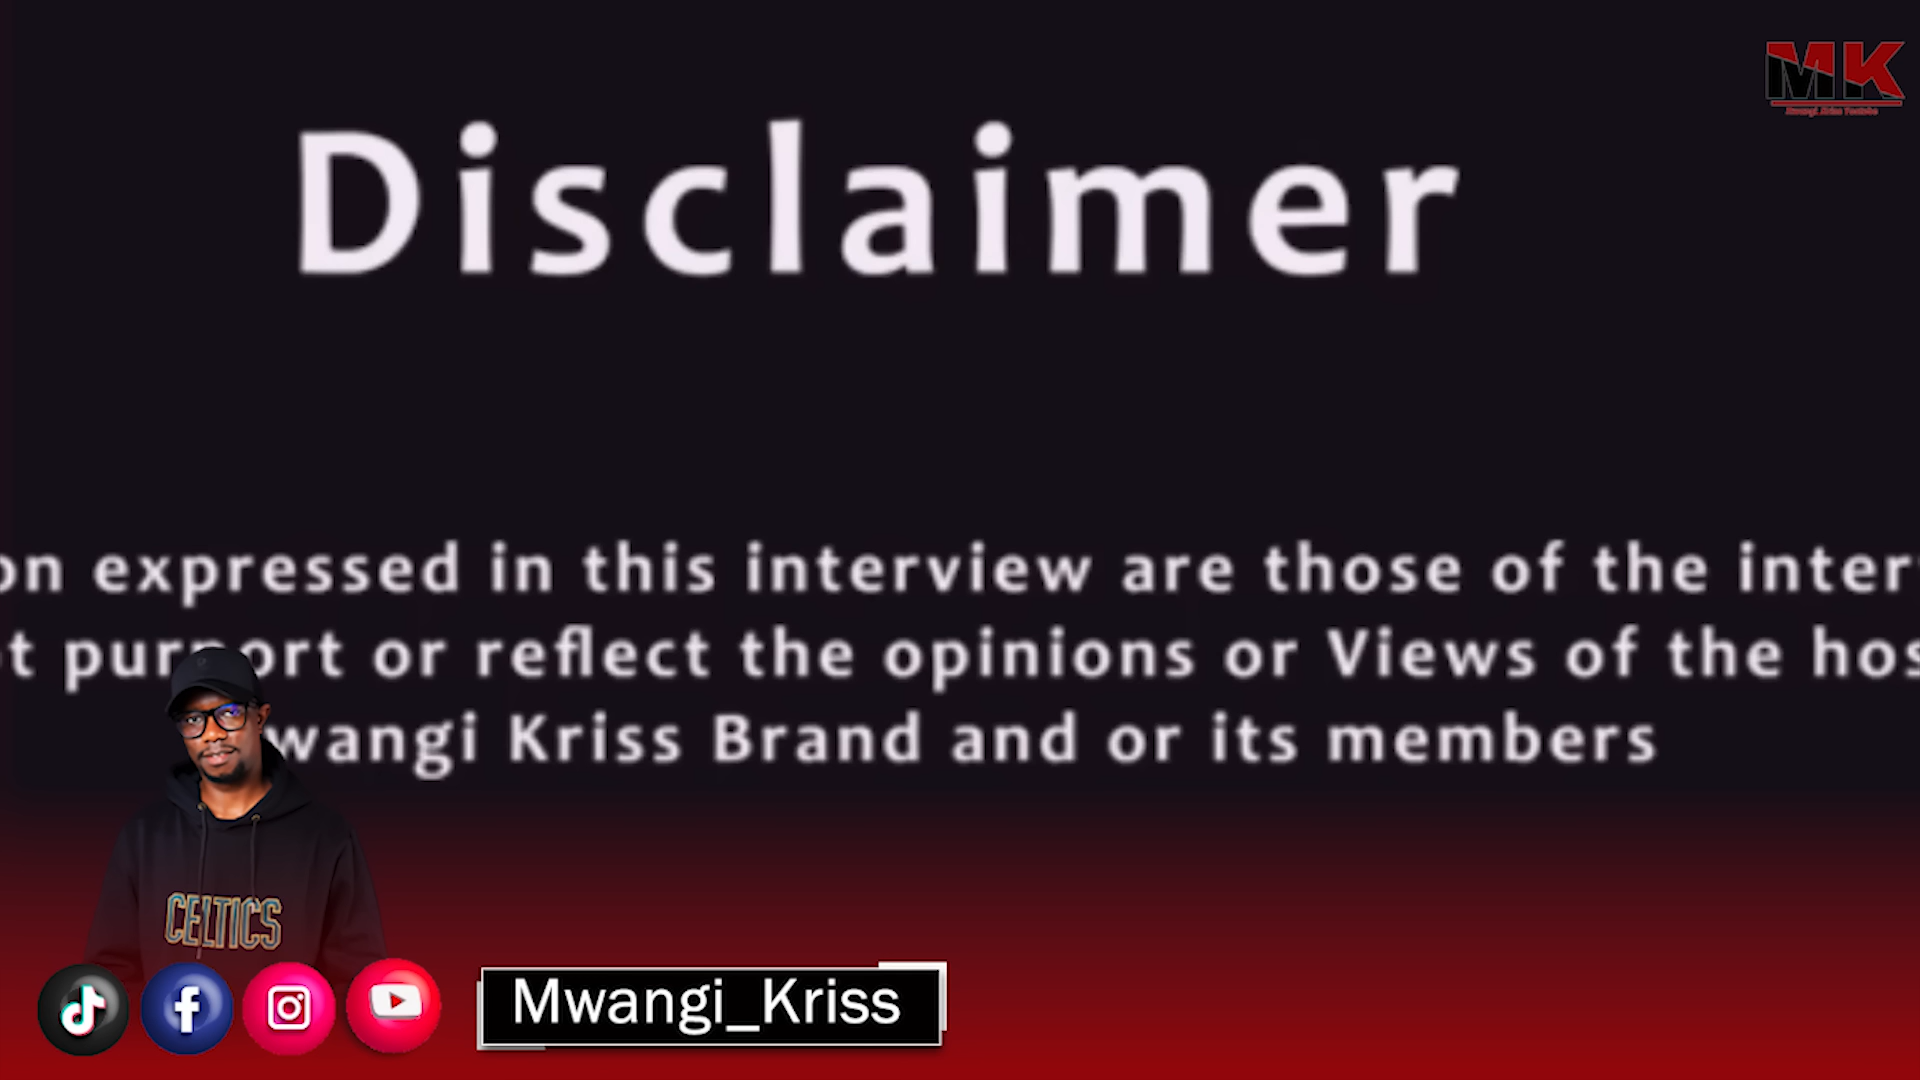 MK
Disclaimer
on expressed in this interview are those of the inter
t purport or reflect the opinions or Views of the hos
wangi Kriss Brand and or its members
CELTICS
Mwangi_Kriss